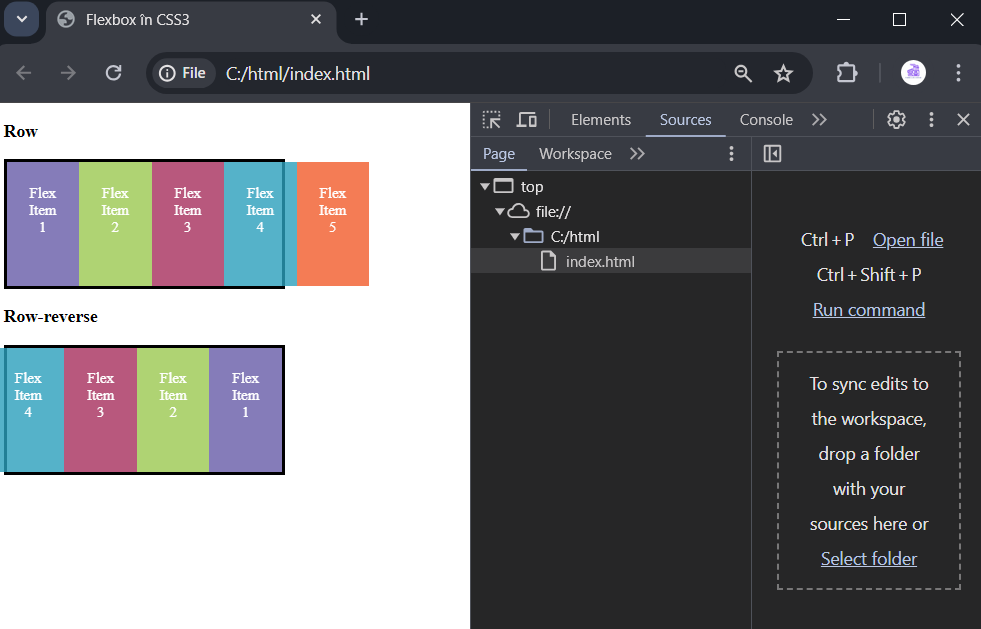 Flexbox în CSS3
File C:/html/index.html
Elements Sources Console
Page Workspace
top
file://
C:/html
index.html
Ctrl + P Open file
Ctrl + Shift + P
Run command
To sync edits to
the workspace,
drop a folder
with your
sources here or
Select folder
Row
Flex Flex Flex Flex Flex
Item Item Item Item Item
1 2 3 4 5
Row-reverse
Flex Flex Flex Flex
Item Item Item Item
4 3 2 1